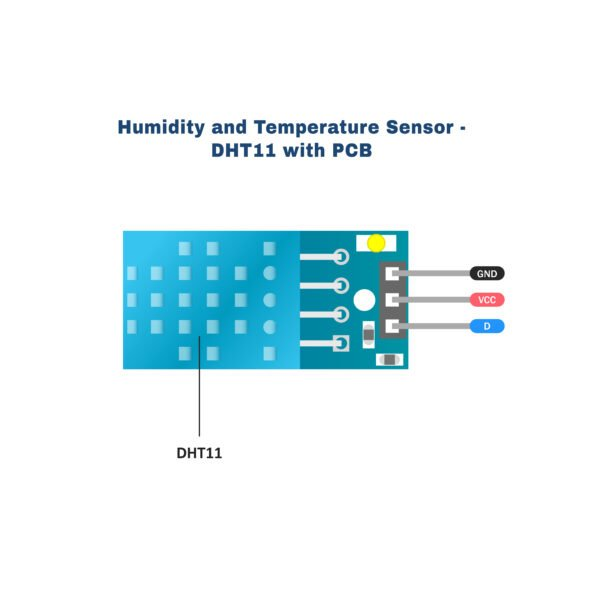 Humidity and Temperature Sensor -
DHT11 with PCB
GND
VCC
D
DHT11